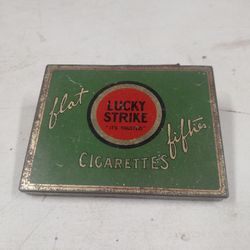 flat
LUCKY
STRIKE
"IT'S TOASTED"
fifties
CIGARETTES